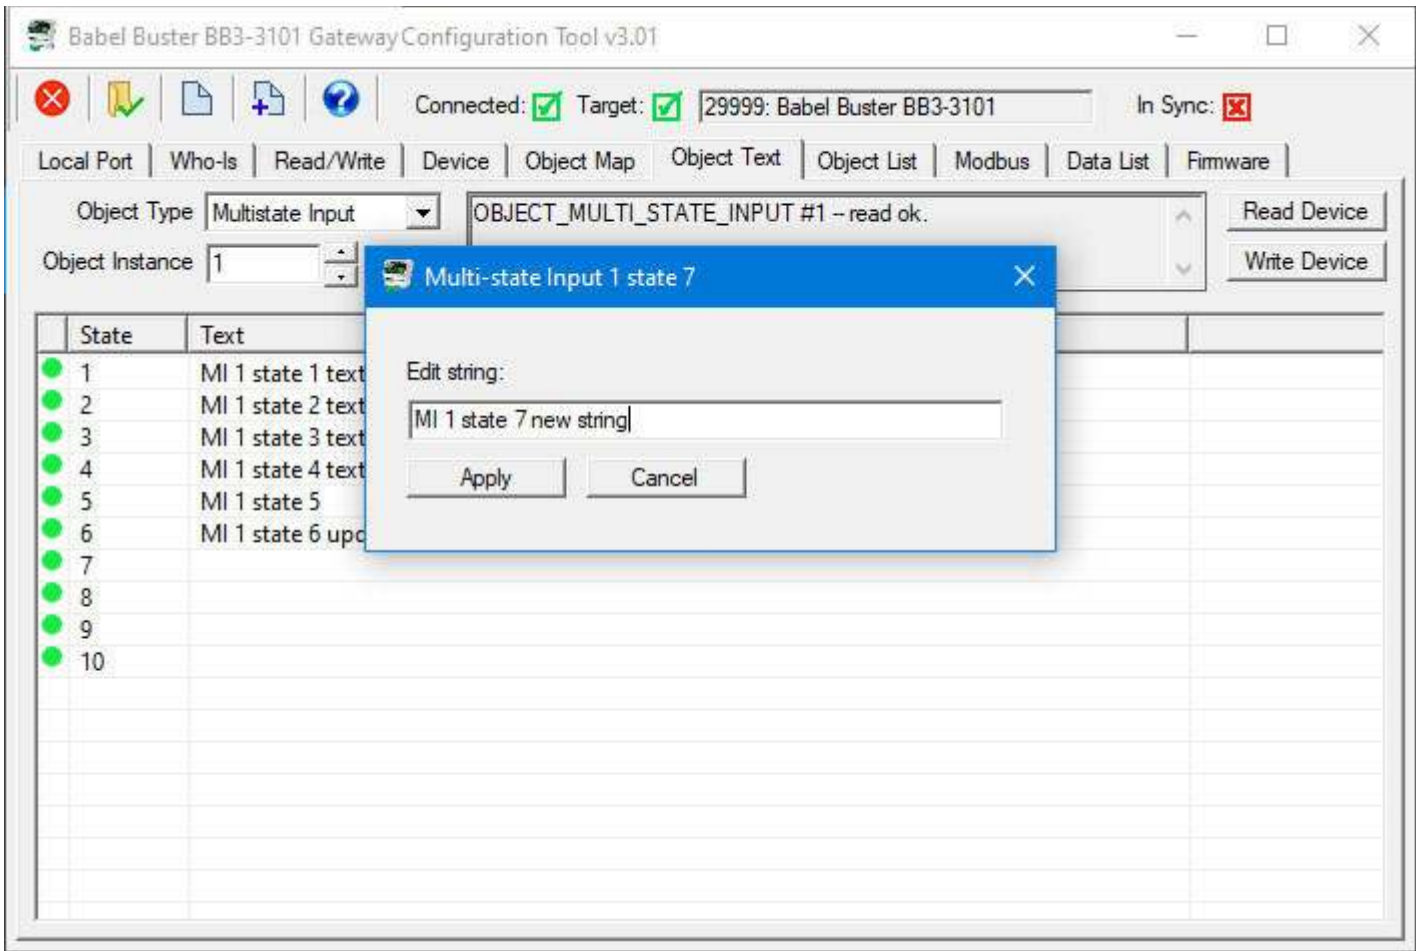 Babel Buster BB3-3101 Gateway Configuration Tool v3.01
Connected: Target: 29999: Babel Buster BB3-3101 In Sync:
Local Port Who-Is Read/Write Device Object Map Object Text Object List Modbus Data List Firmware
Object Type Multistate Input OBJECT_MULTI_STATE_INPUT #1 -- read ok. Read Device
Object Instance 1 Write Device
Multi-state Input 1 state 7
Edit string:
MI 1 state 7 new string
Apply Cancel
State Text
1 MI 1 state 1 text
2 MI 1 state 2 text
3 MI 1 state 3 text
4 MI 1 state 4 text
5 MI 1 state 5
6 MI 1 state 6 upd
7
8
9
10